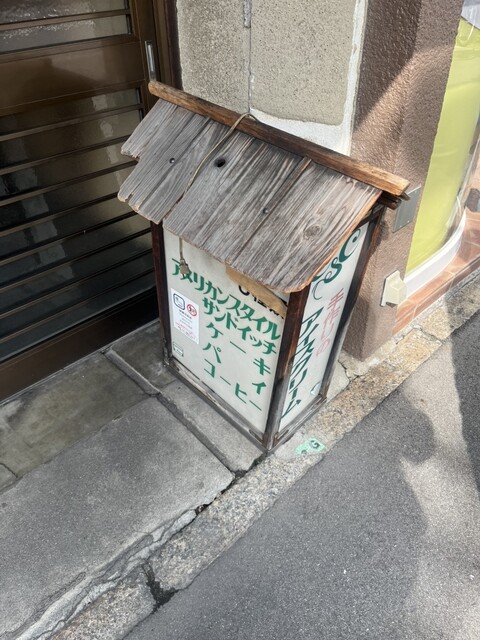 アメリカンスタイル
サンドイッチ
ケーキ
パイ
コーヒー
手作り
アイスクリーム